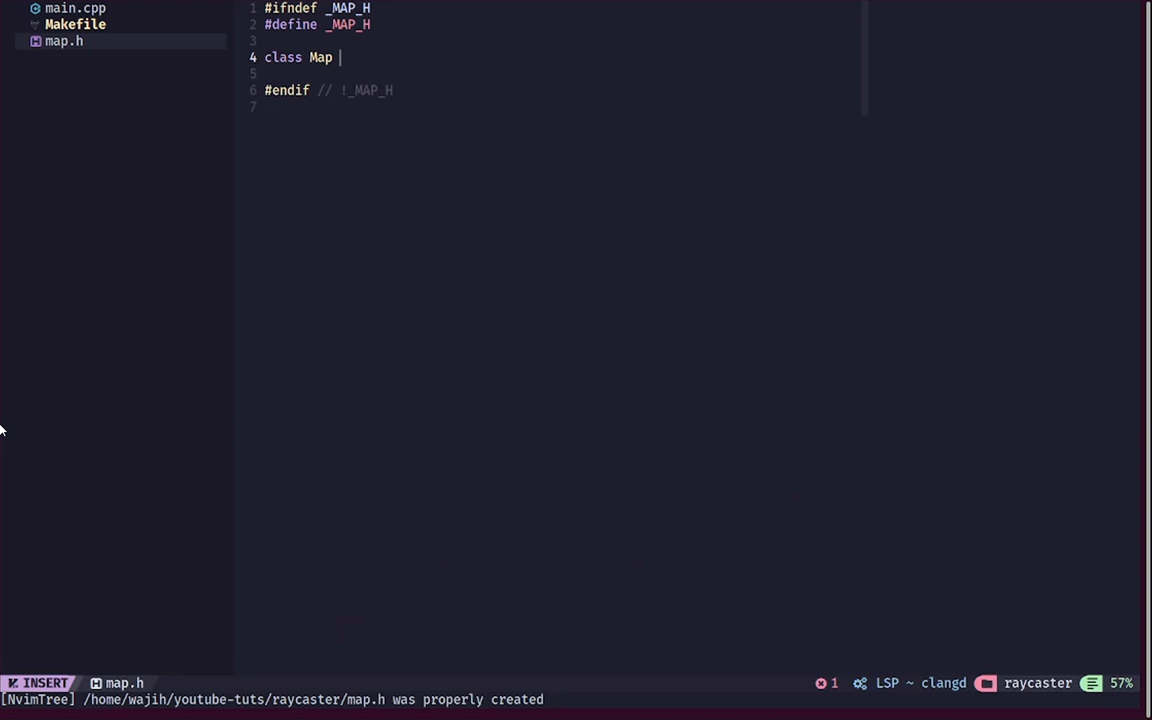 main.cpp
Makefile
map.h
1 #ifndef _MAP_H
2 #define _MAP_H
3
4 class Map
5
6 #endif // !_MAP_H
7
INSERT map.h 1 LSP ~ clangd raycaster 57%
[NvimTree] /home/wajih/youtube-tuts/raycaster/map.h was properly created